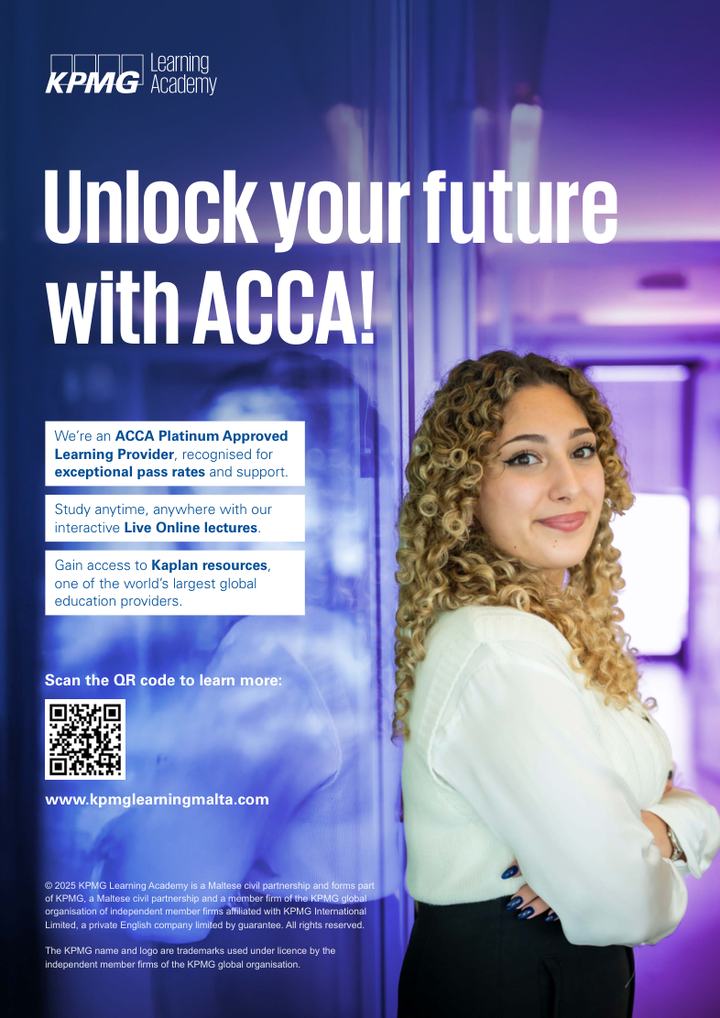 KPMG Learning
Academy
Unlock your future
with ACCA!
We’re an ACCA Platinum Approved
Learning Provider, recognised for
exceptional pass rates and support.
Study anytime, anywhere with our
interactive Live Online lectures.
Gain access to Kaplan resources,
one of the world’s largest global
education providers.
Scan the QR code to learn more:
www.kpmglearningmalta.com
© 2025 KPMG Learning Academy is a Maltese civil partnership and forms part
of KPMG, a Maltese civil partnership and a member firm of the KPMG global
organisation of independent member firms affiliated with KPMG International
Limited, a private English company limited by guarantee. All rights reserved.
The KPMG name and logo are trademarks used under licence by the
independent member firms of the KPMG global organisation.